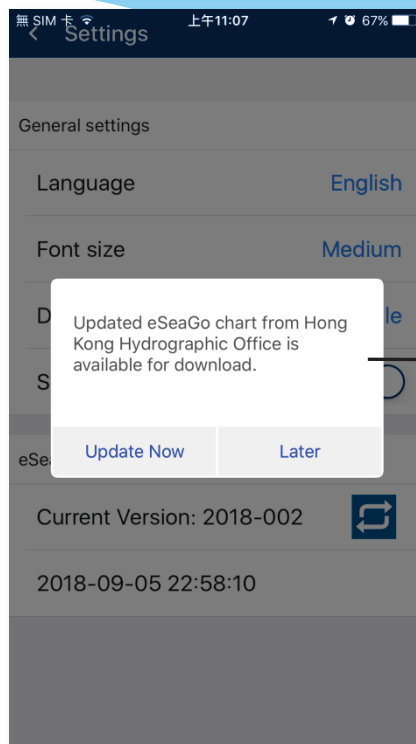 無 SIM 卡 上午11:07 67%
Settings
General settings
Language English
Font size Medium
D le
Updated eSeaGo chart from Hong
Kong Hydrographic Office is
available for download.
S
Update Now Later
eSe
Current Version: 2018-002
2018-09-05 22:58:10